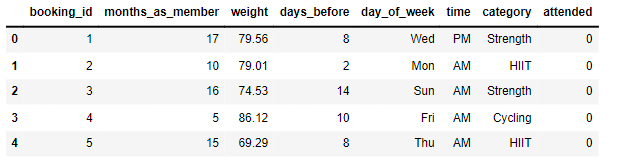 booking_id months_as_member weight days_before day_of_week time category attended
0 1 17 79.56 8 Wed PM Strength 0
1 2 10 79.01 2 Mon AM HIIT 0
2 3 16 74.53 14 Sun AM Strength 0
3 4 5 86.12 10 Fri AM Cycling 0
4 5 15 69.29 8 Thu AM HIIT 0